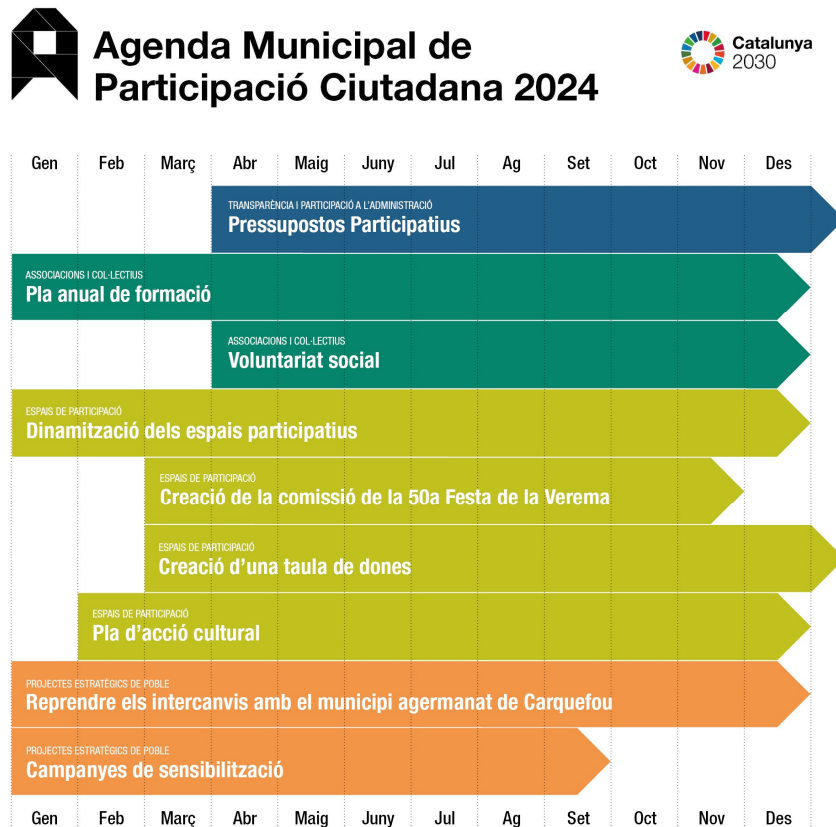 Agenda Municipal de
Participació Ciutadana 2024
Catalunya
2030
Gen Feb Març Abr Maig Juny Jul Ag Set Oct Nov Des
TRANSPARÈNCIA I PARTICIPACIÓ A L'ADMINISTRACIÓ
Pressupostos Participatius
ASSOCIACIONS I COL·LECTIUS
Pla anual de formació
ASSOCIACIONS I COL·LECTIUS
Voluntariat social
ESPAIS DE PARTICIPACIÓ
Dinamització dels espais participatius
ESPAIS DE PARTICIPACIÓ
Creació de la comissió de la 50a Festa de la Verema
ESPAIS DE PARTICIPACIÓ
Creació d'una taula de dones
ESPAIS DE PARTICIPACIÓ
Pla d'acció cultural
PROJECTES ESTRATÈGICS DE POBLE
Reprendre els intercanvis amb el municipi agermanat de Carquefou
PROJECTES ESTRATÈGICS DE POBLE
Campanyes de sensibilització
Gen Feb Març Abr Maig Juny Jul Ag Set Oct Nov Des